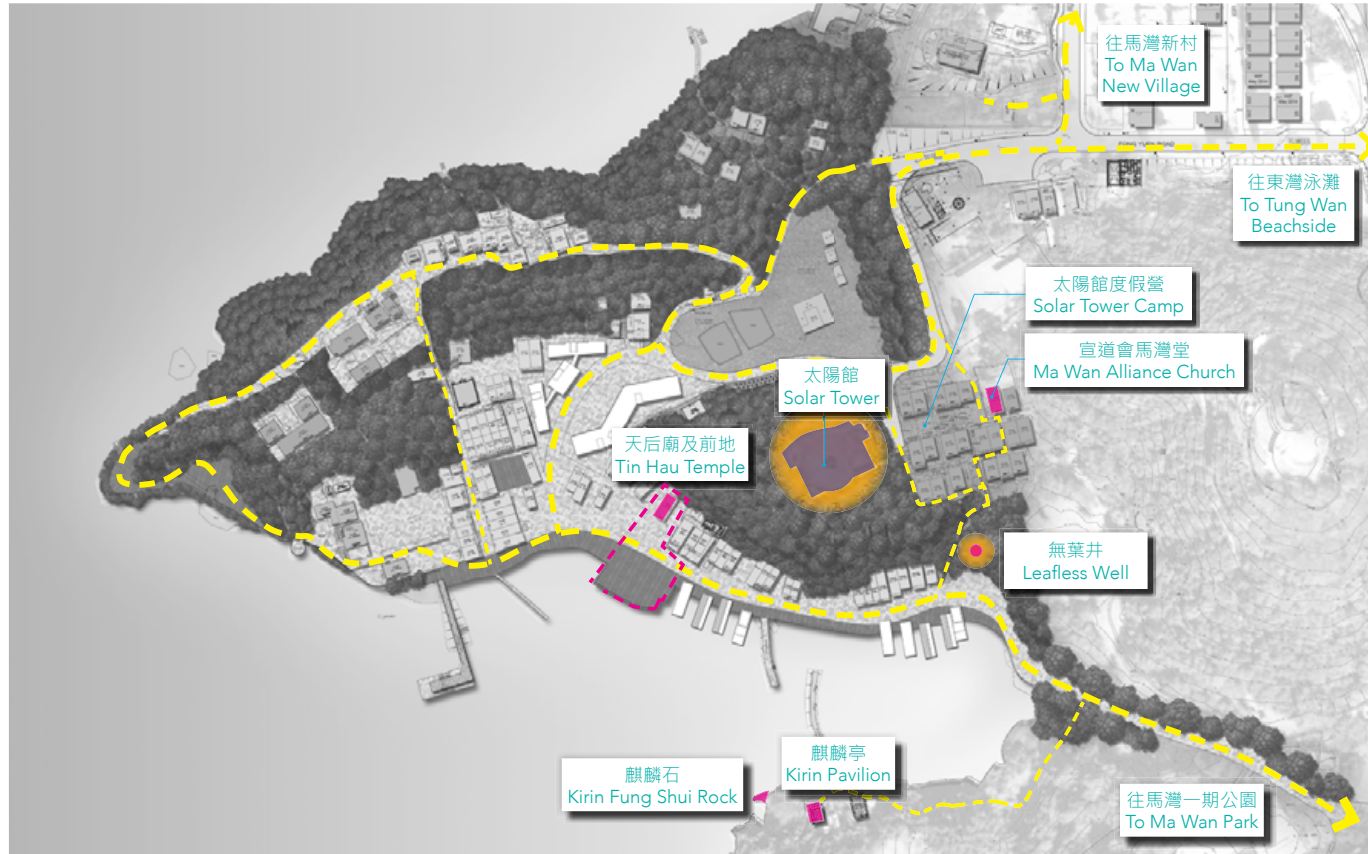 往馬灣新村
To Ma Wan
New Village
往東灣泳灘
To Tung Wan
Beachside
太陽館度假營
Solar Tower Camp
宣道會馬灣堂
Ma Wan Alliance Church
太陽館
Solar Tower
天后廟及前地
Tin Hau Temple
無葉井
Leafless Well
麒麟亭
Kirin Pavilion
麒麟石
Kirin Fung Shui Rock
往馬灣一期公園
To Ma Wan Park